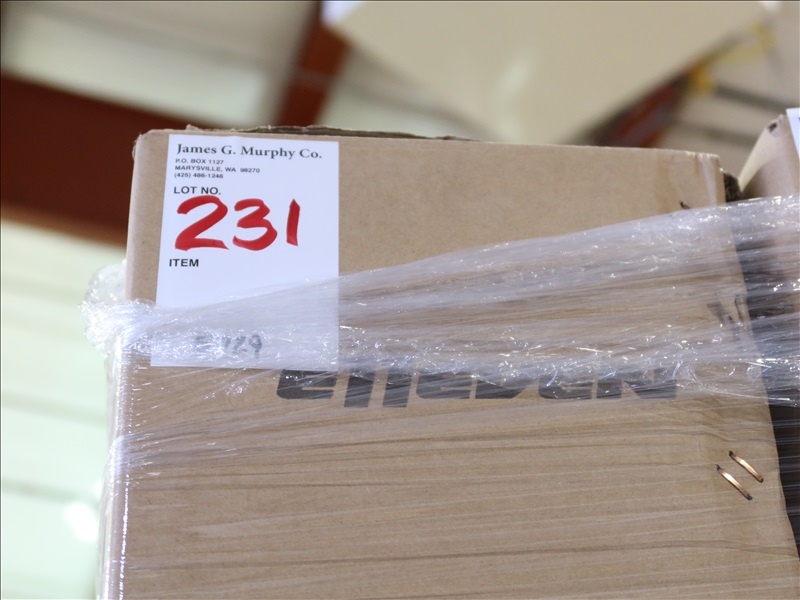 James G. Murphy Co.
P.O. BOX 1127
MARYSVILLE, WA 98270
(425) 486-1246
LOT NO.
231
ITEM